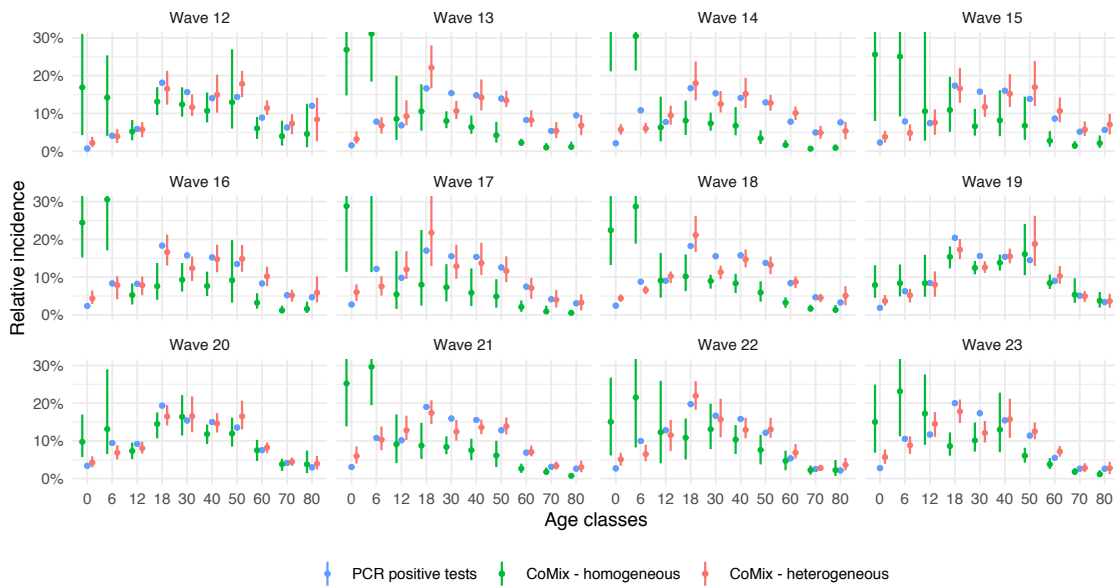 Wave 12 Wave 13 Wave 14 Wave 15
30%
20%
10%
0%
Wave 16 Wave 17 Wave 18 Wave 19
30%
20%
10%
0%
Wave 20 Wave 21 Wave 22 Wave 23
30%
20%
10%
0%
0 6 12 18 30 40 50 60 70 80 0 6 12 18 30 40 50 60 70 80 0 6 12 18 30 40 50 60 70 80 0 6 12 18 30 40 50 60 70 80
Relative incidence
Age classes
PCR positive tests CoMix - homogeneous CoMix - heterogeneous